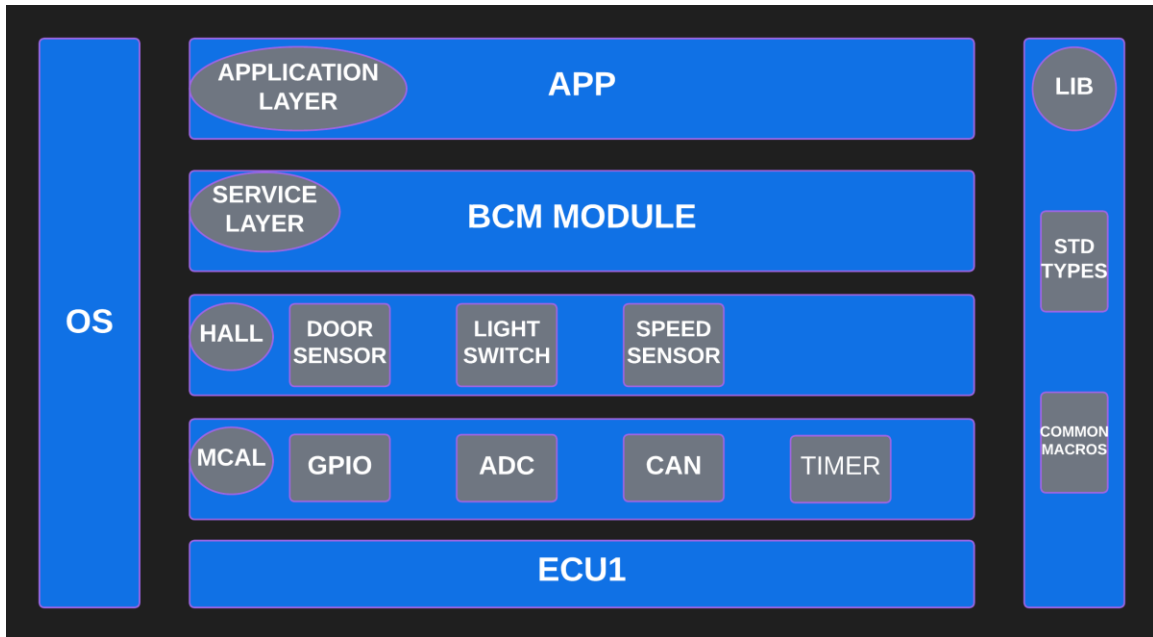 OS
APPLICATION
LAYER
APP
SERVICE
LAYER
BCM MODULE
HALL
DOOR
SENSOR
LIGHT
SWITCH
SPEED
SENSOR
MCAL
GPIO
ADC
CAN
TIMER
ECU1
LIB
STD
TYPES
COMMON
MACROS